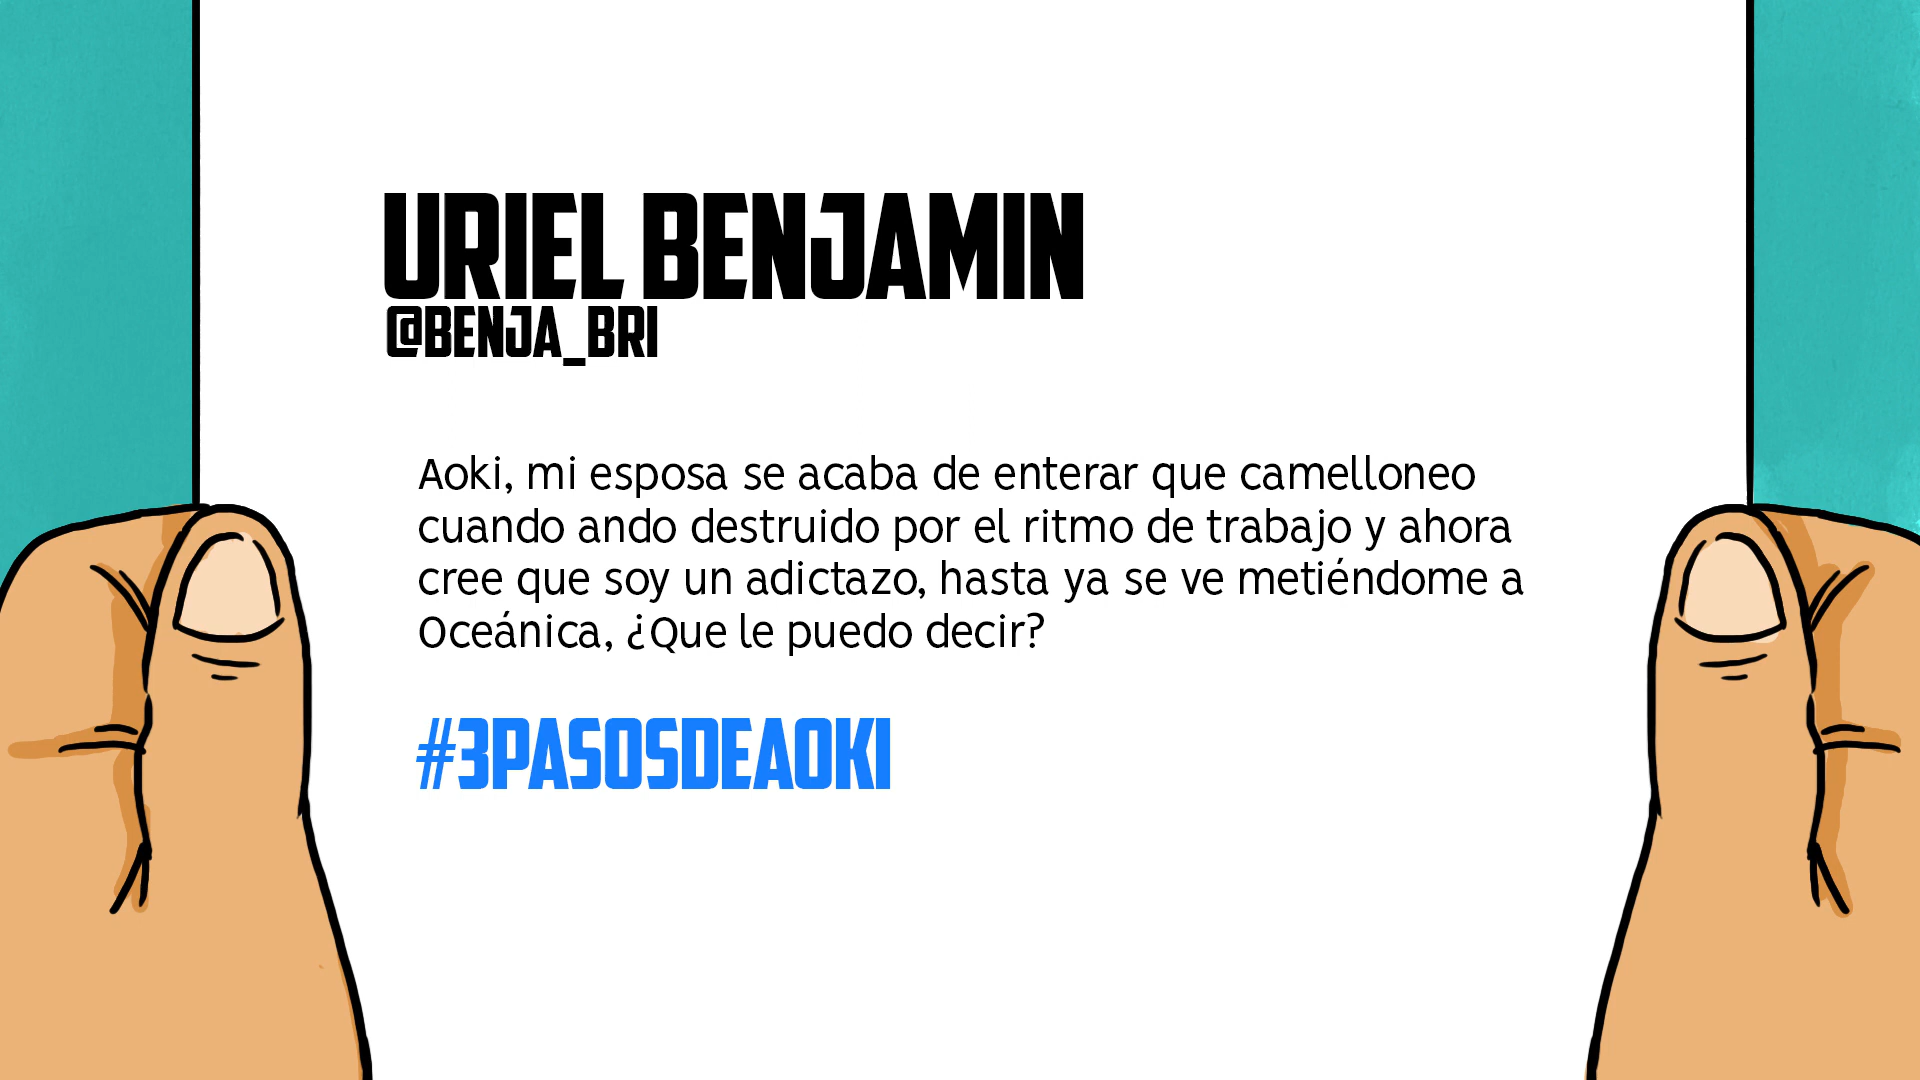 URIEL BENJAMIN
@BENJA_BRI
Aoki, mi esposa se acaba de enterar que camelloneo
cuando ando destruido por el ritmo de trabajo y ahora
cree que soy un adictazo, hasta ya se ve metiéndome a
Oceánica, ¿Que le puedo decir?
#3PASOSDEAOKI